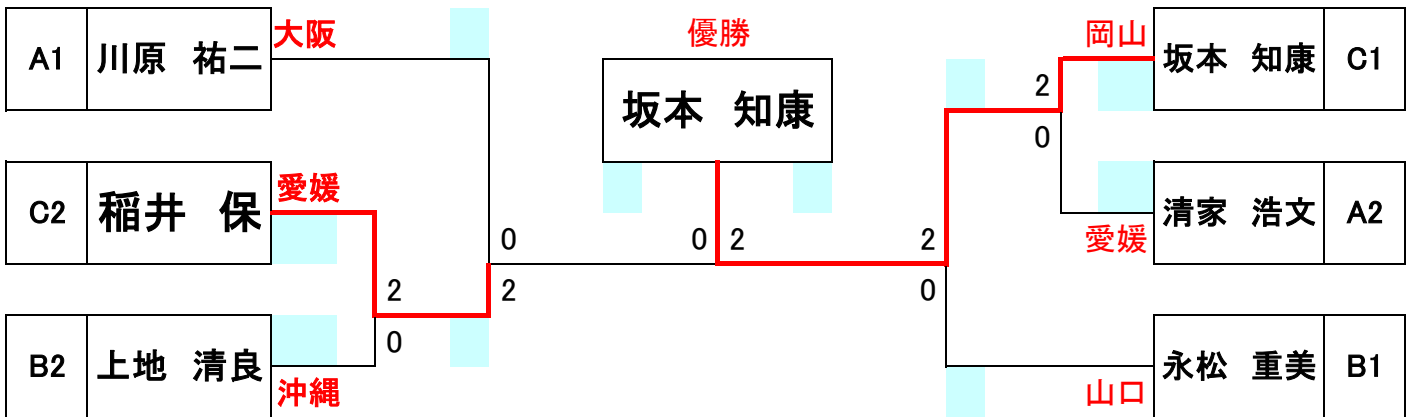 A1 川原　祐二 大阪
優勝
岡山 坂本　知康 C1
坂本　知康
2
0
C2 稲井　保 愛媛
清家　浩文 A2
愛媛
0
0 2
2
2
2
0
0
B2 上地　清良
沖縄
永松　重美 B1
山口